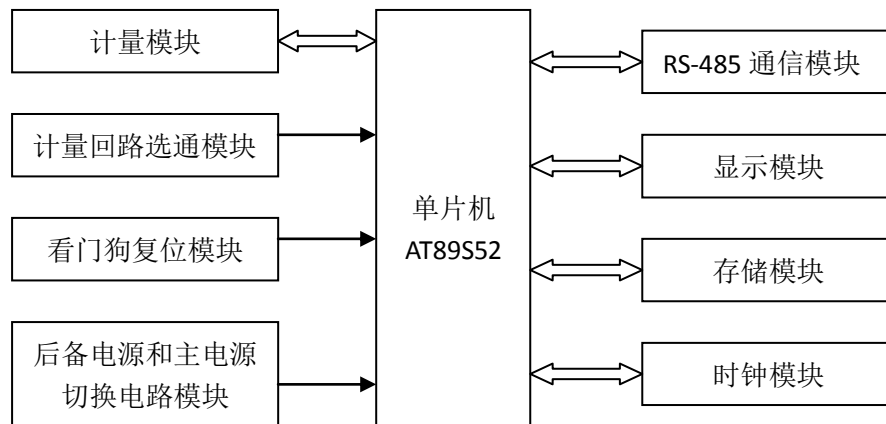 计量模块
计量回路选通模块
看门狗复位模块
后备电源和主电源
切换电路模块
单片机
AT89S52
RS-485 通信模块
显示模块
存储模块
时钟模块